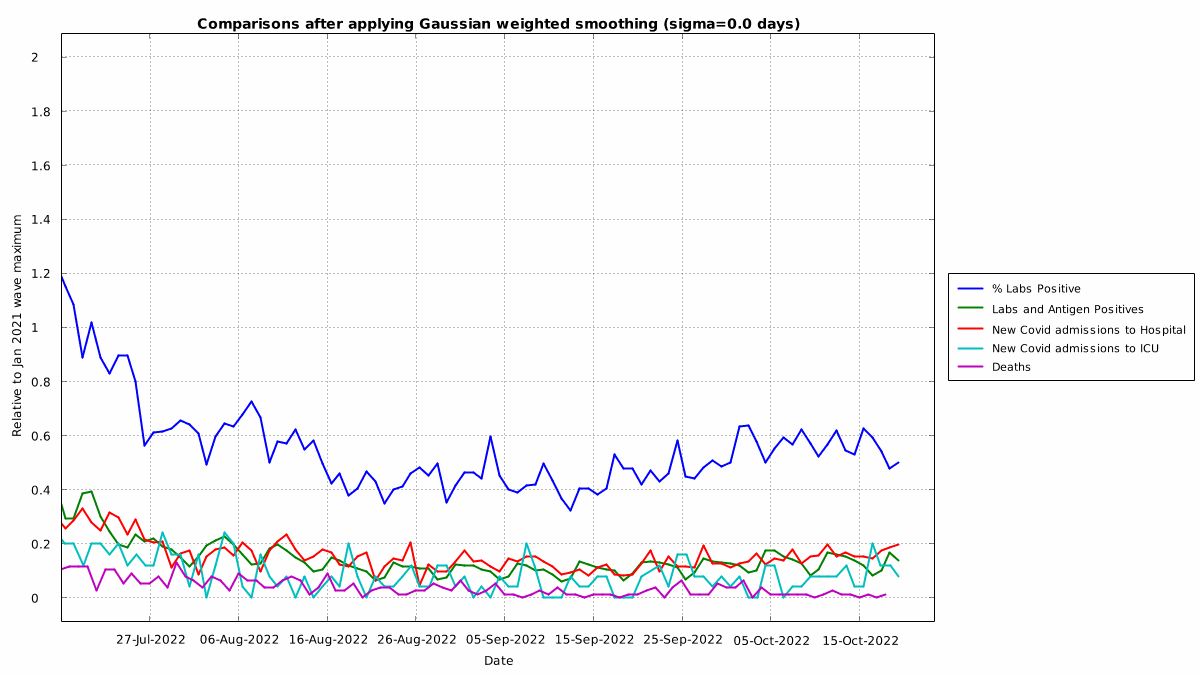 Comparisons after applying Gaussian weighted smoothing (sigma=0.0 days)
2
1.8
1.6
1.4
1.2
1
0.8
0.6
0.4
0.2
0
Relative to Jan 2021 wave maximum
27-Jul-2022 06-Aug-2022 16-Aug-2022 26-Aug-2022 05-Sep-2022 15-Sep-2022 25-Sep-2022 05-Oct-2022 15-Oct-2022
Date
% Labs Positive
Labs and Antigen Positives
New Covid admissions to Hospital
New Covid admissions to ICU
Deaths